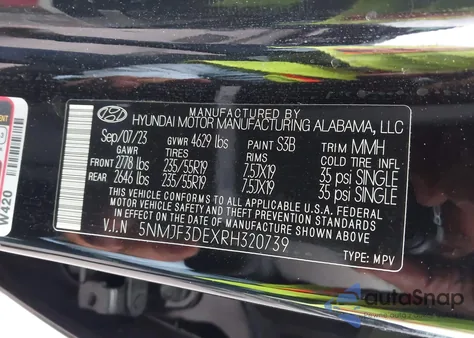 MANUFACTURED BY
HYUNDAI MOTOR MANUFACTURING ALABAMA, LLC
Sep/07/23 GVWR 4629 lbs PAINT S3B TRIM MMH
GAWR TIRES RIMS COLD TIRE INFL.
FRONT 2778 lbs 235/55R19 7.5JX19 35 psi SINGLE
REAR 2646 lbs 235/55R19 7.5JX19 35 psi SINGLE
THIS VEHICLE CONFORMS TO ALL APPLICABLE U.S.A. FEDERAL
MOTOR VEHICLE SAFETY, BUMPER, AND THEFT PREVENTION
STANDARDS IN EFFECT ON THE DATE OF MANUFACTURE SHOWN ABOVE.
V.I.N 5NMJF3DEXRH320739
TYPE: MPV
W420
autoSnap